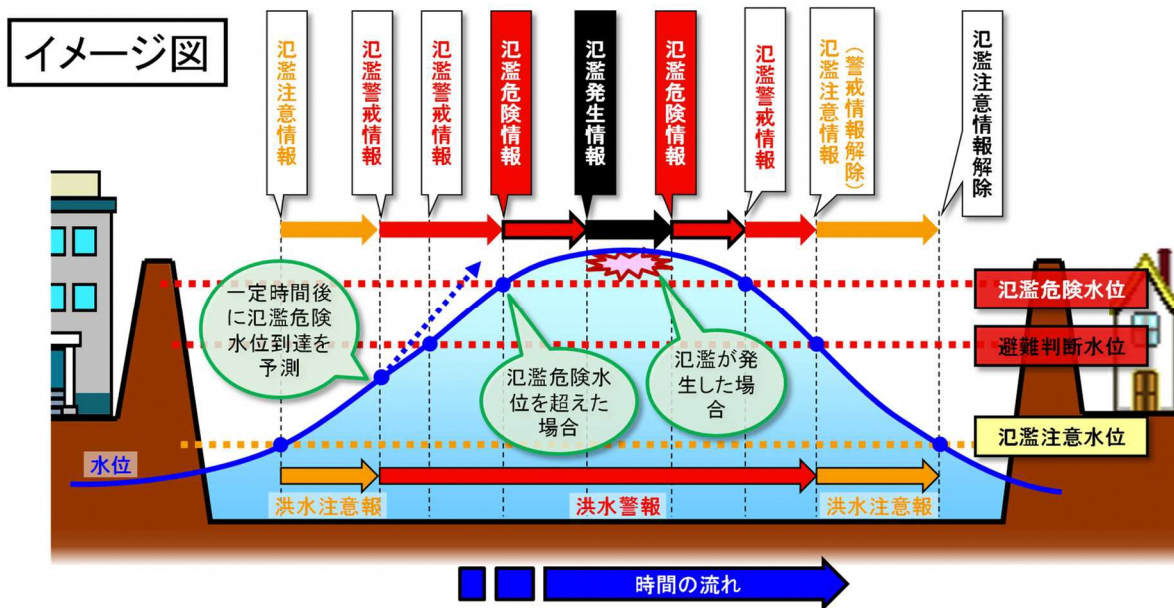 イメージ図
氾濫注意情報
氾濫警戒情報
氾濫警戒情報
氾濫危険情報
氾濫発生情報
氾濫危険情報
氾濫警戒情報
(警戒情報解除)
氾濫注意情報
氾濫注意情報解除
一定時間後
に氾濫危険
水位到達を
予測
氾濫危険水
位を超えた
場合
氾濫が発
生した場
合
氾濫危険水位
避難判断水位
氾濫注意水位
水位
洪水注意報
洪水警報
洪水注意報
時間の流れ